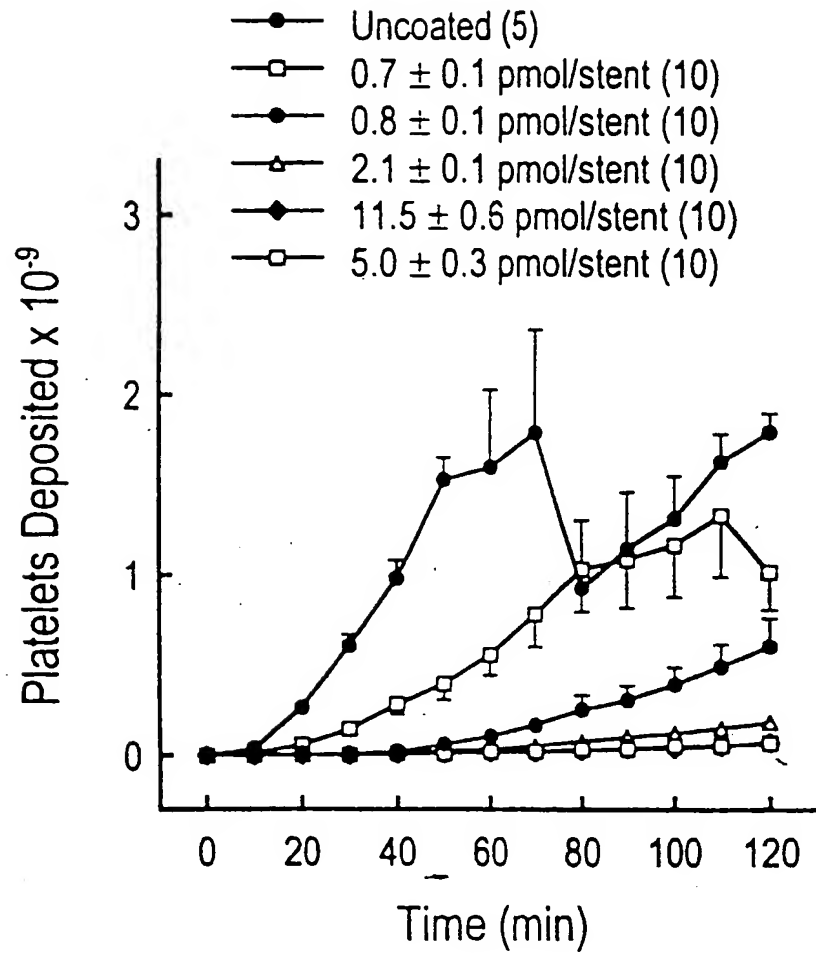 Uncoated (5)
0.7 ± 0.1 pmol/stent (10)
0.8 ± 0.1 pmol/stent (10)
2.1 ± 0.1 pmol/stent (10)
11.5 ± 0.6 pmol/stent (10)
5.0 ± 0.3 pmol/stent (10)
Platelets Deposited x 10⁻⁹
3
2
1
0
0 20 40 60 80 100 120
Time (min)